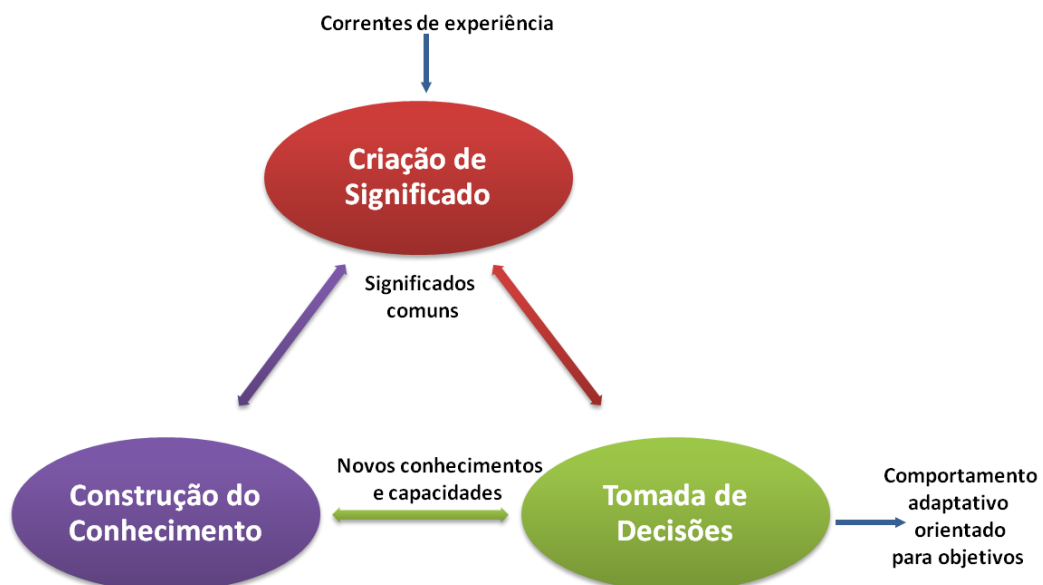 Correntes de experiência
Criação de
Significado
Significados
comuns
Novos conhecimentos
e capacidades
Construção do
Conhecimento
Tomada de
Decisões
Comportamento
adaptativo
orientado
para objetivos